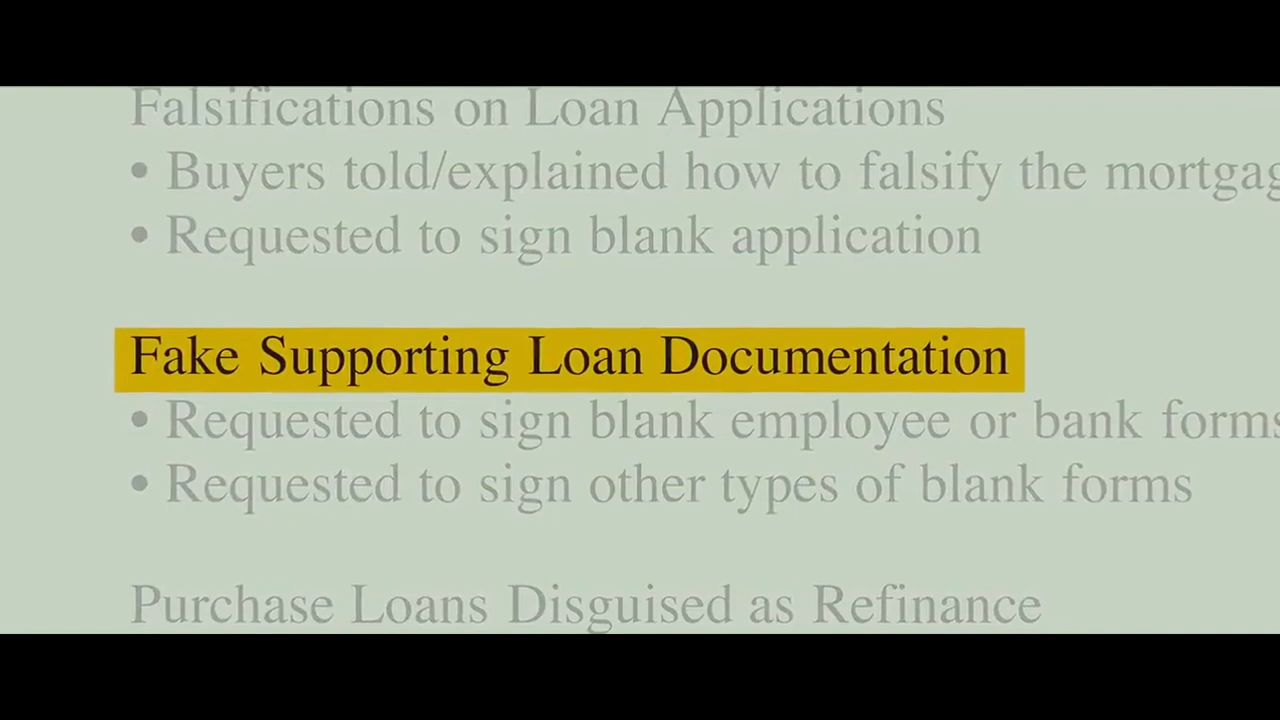 Falsifications on Loan Applications
• Buyers told/explained how to falsify the
• Requested to sign blank application
Fake Supporting Loan Documentation
• Requested to sign blank employee or bank forms
• Requested to sign other types of blank forms
Purchase Loans Disguised as Refinance